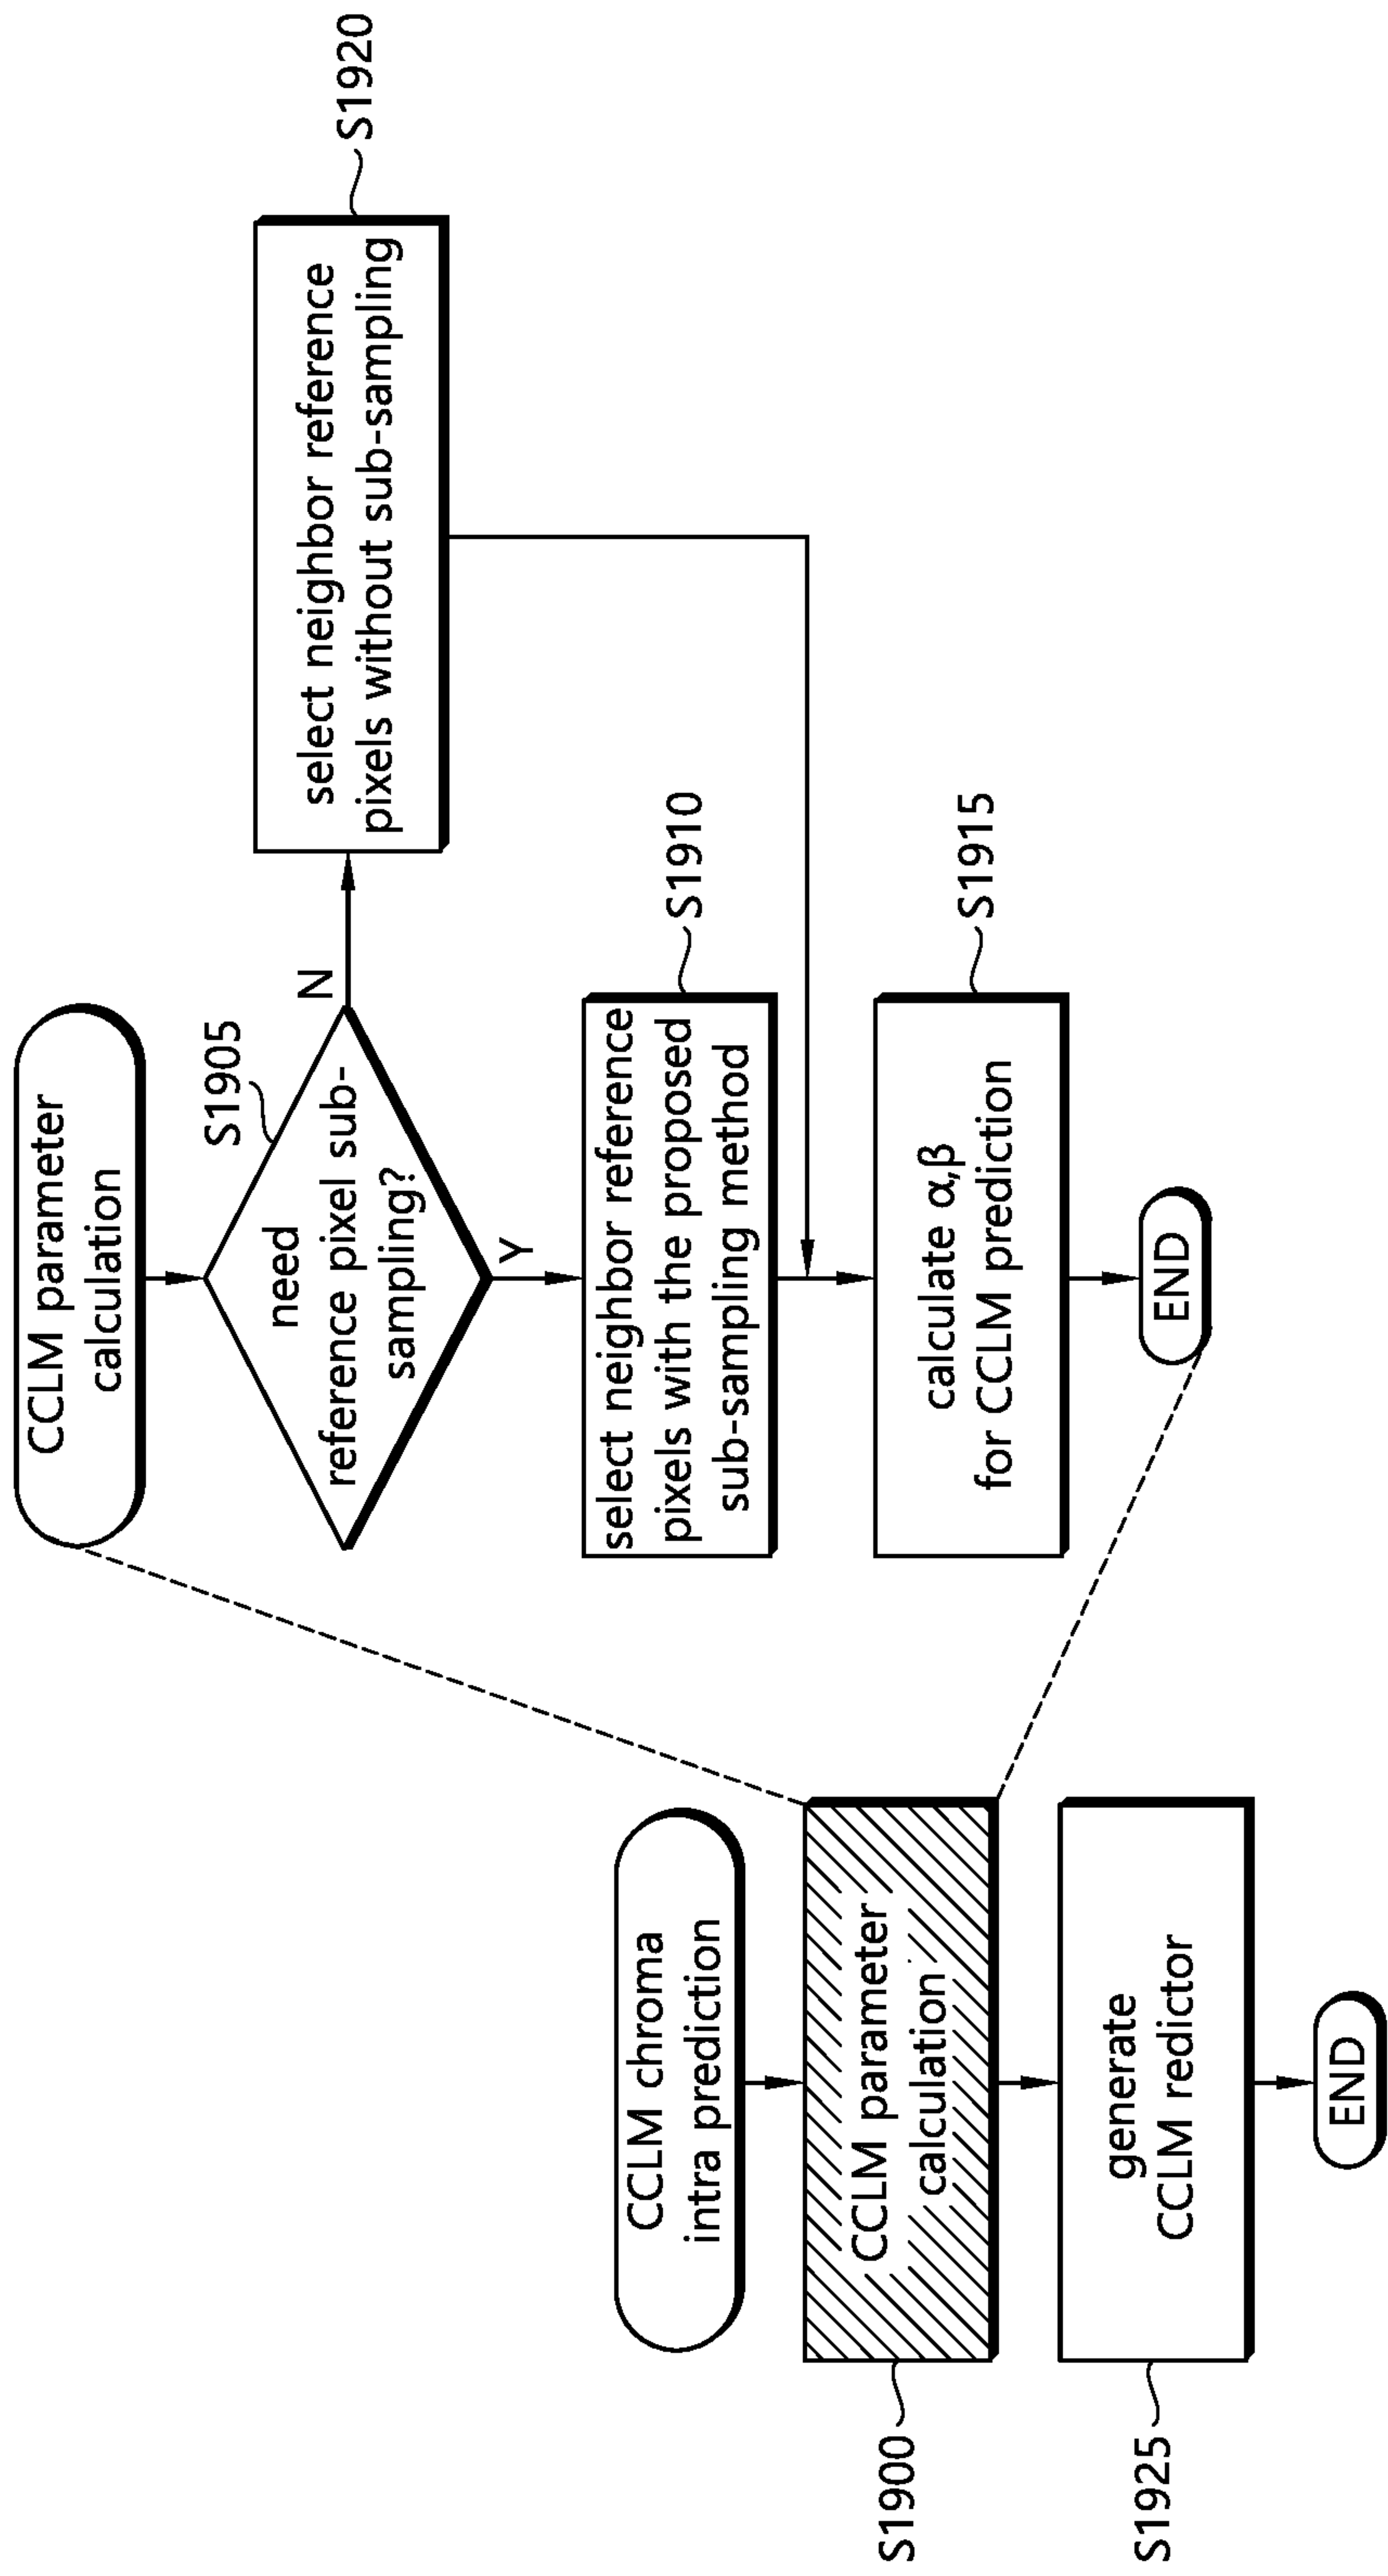 CCLM chroma
intra prediction
CCLM parameter
calculation
S1900
generate
CCLM redictor
S1925
END
CCLM parameter
calculation
S1905
need
reference pixel sub-
sampling?
N
Y
select neighbor reference
pixels without sub-sampling
S1920
select neighbor reference
pixels with the proposed
sub-sampling method
S1910
calculate α,β
for CCLM prediction
S1915
END